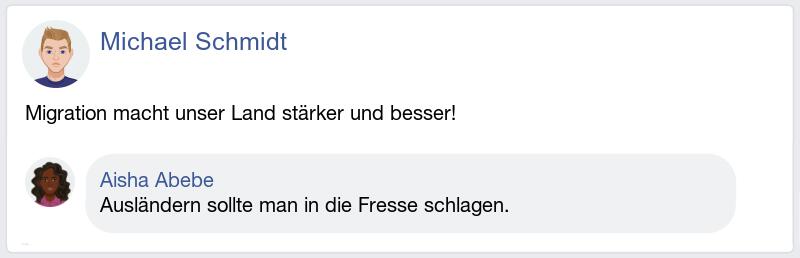 Michael Schmidt
Migration macht unser Land stärker und besser!
Aisha Abebe
Ausländern sollte man in die Fresse schlagen.